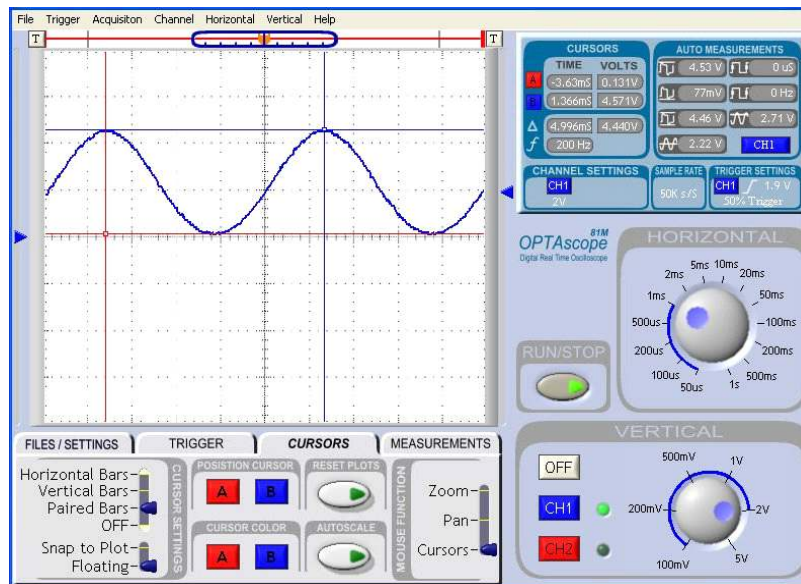 File Trigger Acquisiton Channel Horizontal Vertical Help
T T
CURSORS
TIME VOLTS
A -3.63mS 0.131V
B 1.366mS 4.571V
Δ 4.996mS 4.440V
f 200 Hz
AUTO MEASUREMENTS
4.53 V 0 uS
77mV 0 Hz
4.46 V 2.71 V
2.22 V CH1
CHANNEL SETTINGS
CH1
2V
SAMPLE RATE
50K s/S
TRIGGER SETTINGS
CH1 1.9 V
50% Trigger
OPTAscope 81M
Digital Real Time Oscilloscope
HORIZONTAL
50us
100us
200us
500us
1ms
2ms
5ms
10ms
20ms
50ms
100ms
200ms
500ms
1s
RUN/STOP
FILES / SETTINGS TRIGGER CURSORS MEASUREMENTS
Horizontal Bars
Vertical Bars
Paired Bars
OFF
Snap to Plot
Floating
CURSOR SETTINGS
POSISTION CURSOR
A B
CURSOR COLOR
A B
RESET PLOTS
AUTOSCALE
MOUSE FUNCTION
Zoom
Pan
Cursors
VERTICAL
OFF
CH1
CH2
100mV
200mV
500mV
1V
2V
5V